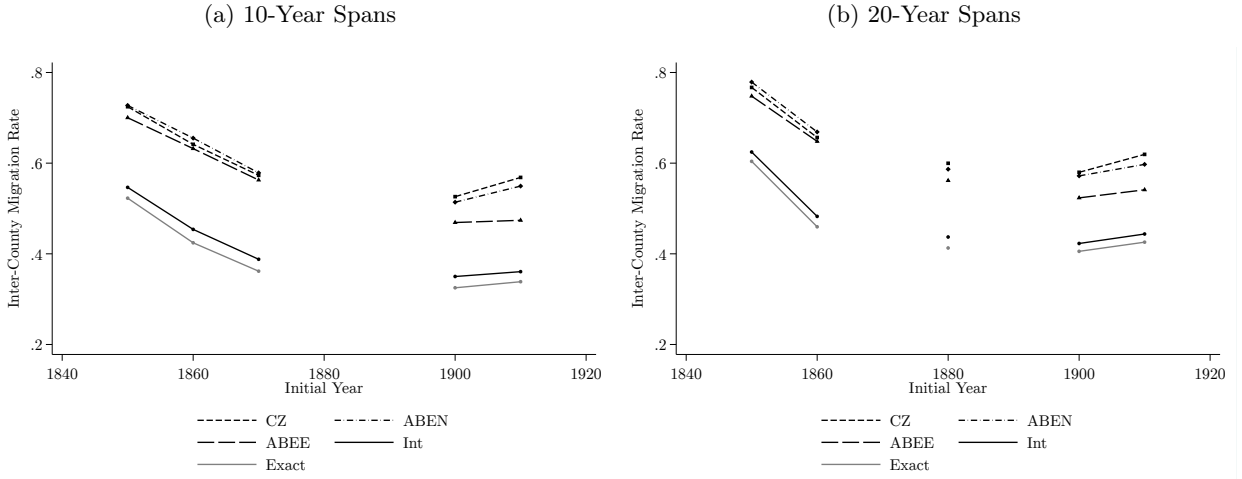 (a) 10-Year Spans
Inter-County Migration Rate
.8
.6
.4
.2
1840 1860 1880 1900 1920
Initial Year
CZ ABEN
ABEE Int
Exact
(b) 20-Year Spans
Inter-County Migration Rate
.8
.6
.4
.2
1840 1860 1880 1900 1920
Initial Year
CZ ABEN
ABEE Int
Exact